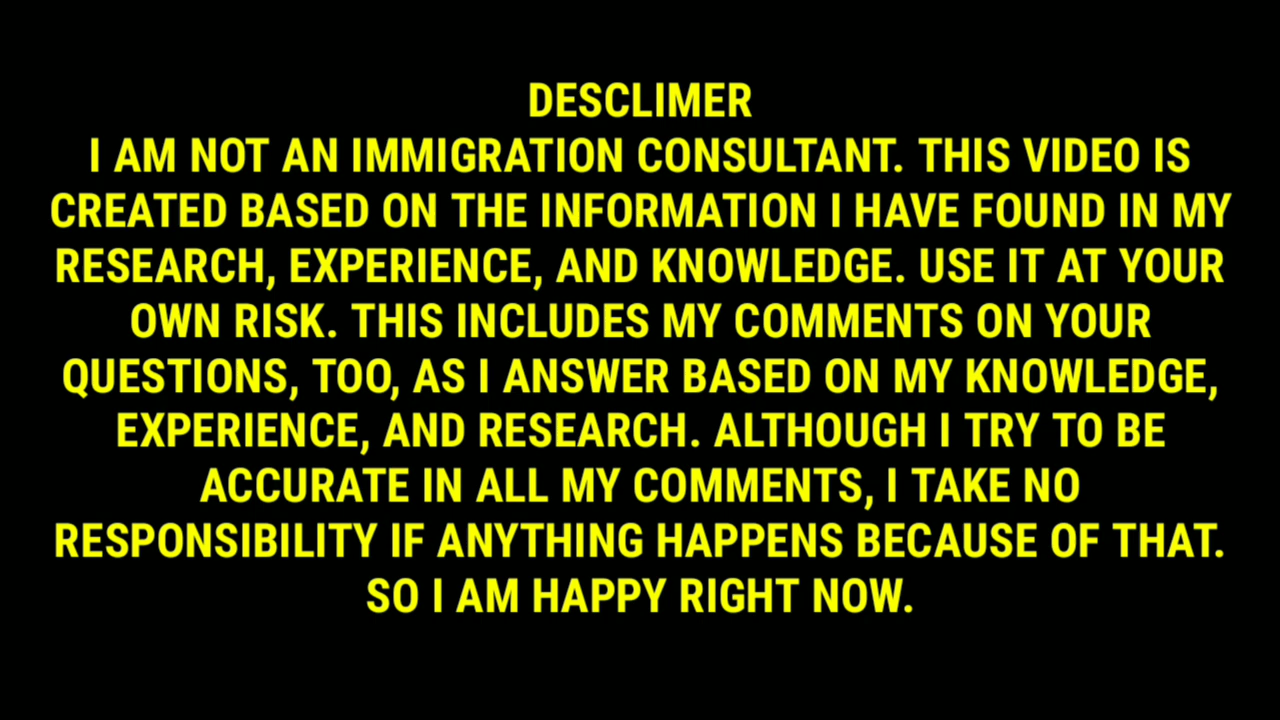 DESCLIMER
I AM NOT AN IMMIGRATION CONSULTANT. THIS VIDEO IS
CREATED BASED ON THE INFORMATION I HAVE FOUND IN MY
RESEARCH, EXPERIENCE, AND KNOWLEDGE. USE IT AT YOUR
OWN RISK. THIS INCLUDES MY COMMENTS ON YOUR
QUESTIONS, TOO, AS I ANSWER BASED ON MY KNOWLEDGE,
EXPERIENCE, AND RESEARCH. ALTHOUGH I TRY TO BE
ACCURATE IN ALL MY COMMENTS, I TAKE NO
RESPONSIBILITY IF ANYTHING HAPPENS BECAUSE OF THAT.
SO I AM HAPPY RIGHT NOW.